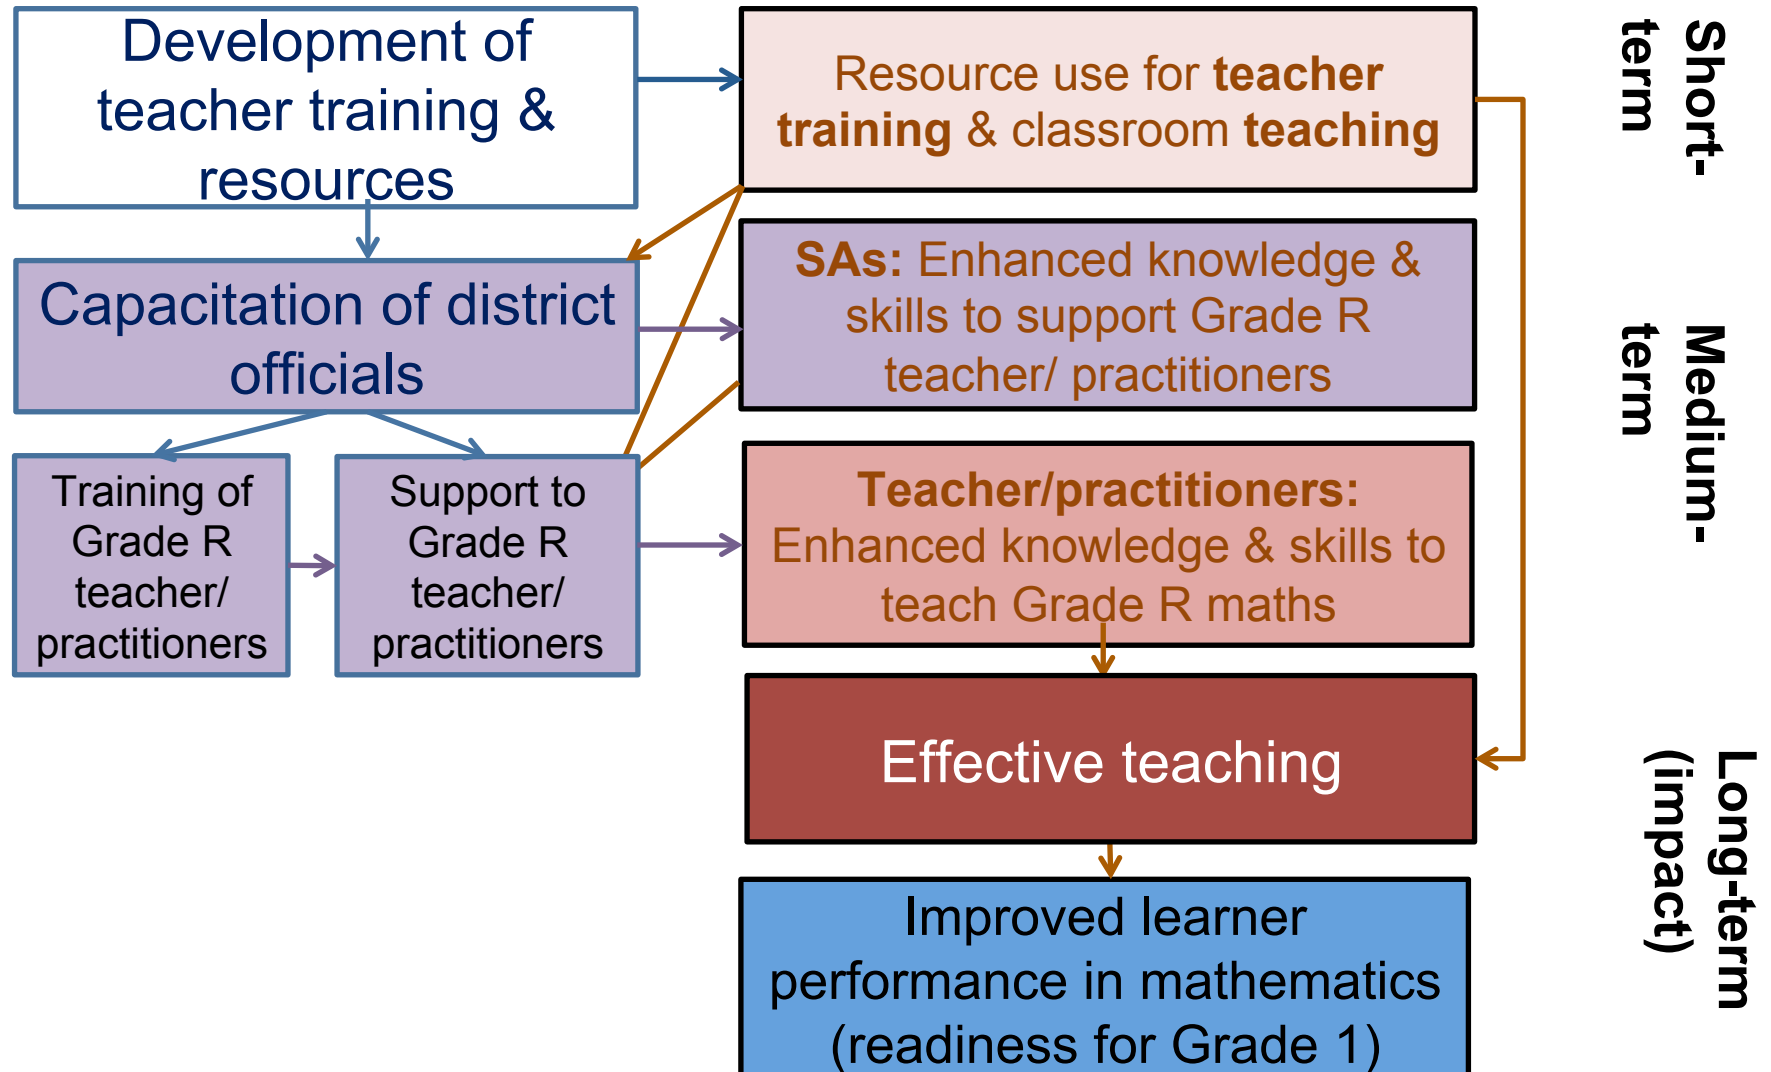 Development of
teacher training &
resources
Resource use for teacher
training & classroom teaching
Short-
term
Capacitation of district
officials
SAs: Enhanced knowledge &
skills to support Grade R
teacher/ practitioners
Medium-
term
Training of
Grade R
teacher/
practitioners
Support to
Grade R
teacher/
practitioners
Teacher/practitioners:
Enhanced knowledge & skills to
teach Grade R maths
Effective teaching
Long-term
(impact)
Improved learner
performance in mathematics
(readiness for Grade 1)